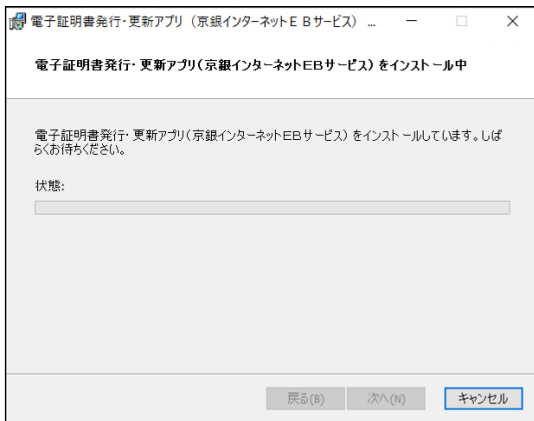 電子証明書発行・更新アプリ（京銀インターネットＥＢサービス） ...
電子証明書発行・更新アプリ(京銀インターネットEBサービス) をインストール中
電子証明書発行・更新アプリ(京銀インターネットEBサービス) をインストールしています。しば
らくお待ちください。
状態:
戻る(B) 次へ(N) キャンセル